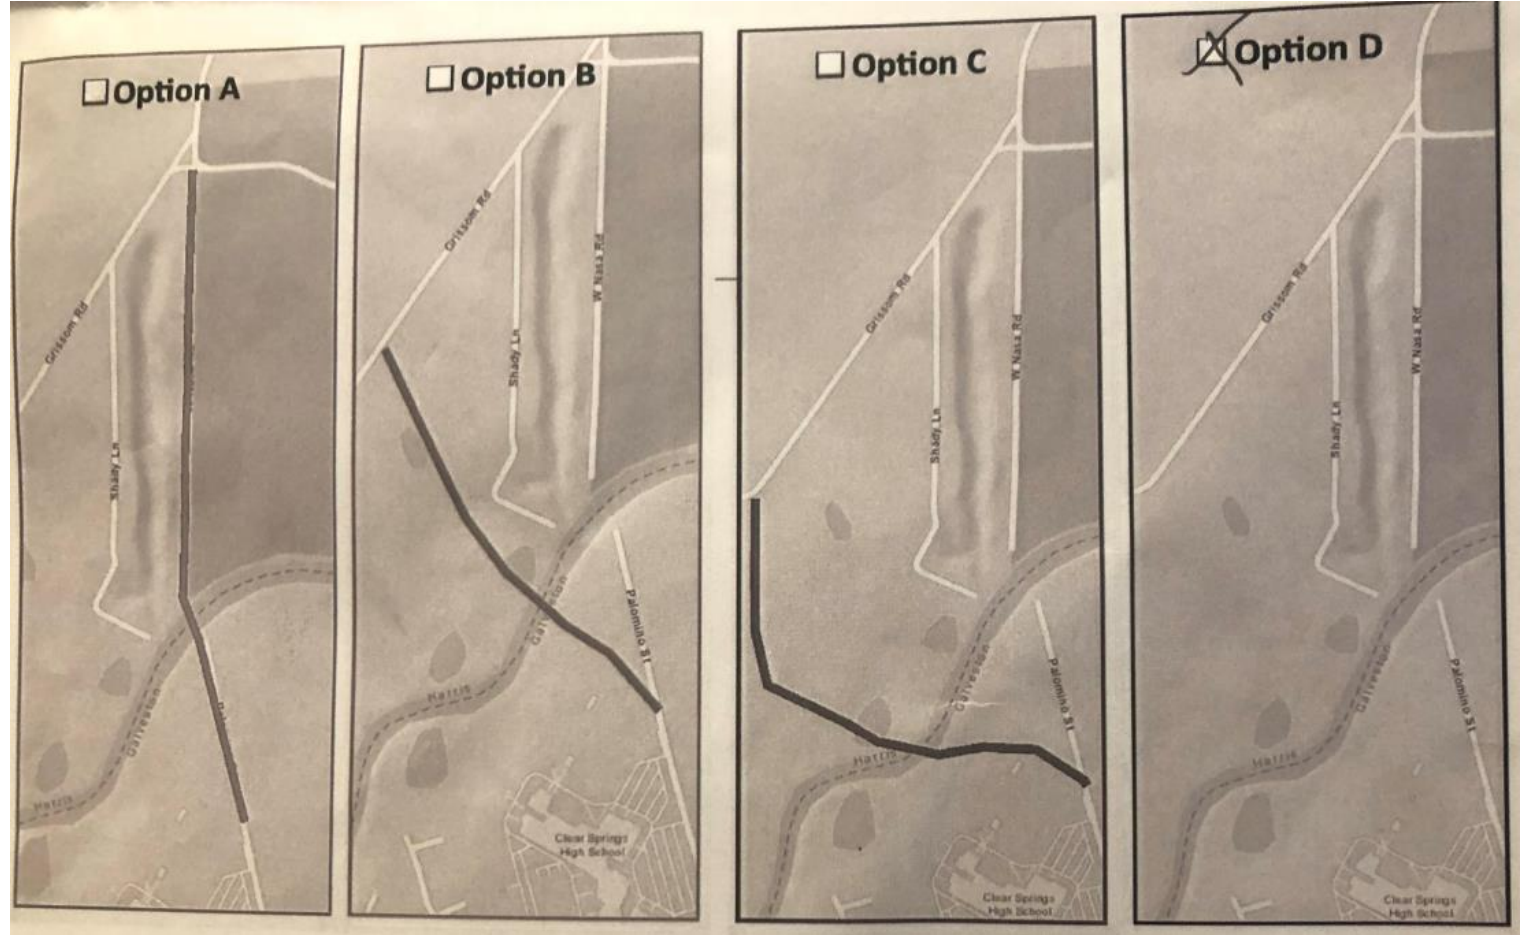 Option A
Grissom Rd
Shady Ln
Galveston
Harris
Option B
Grissom Rd
W Nasa Rd
Shady Ln
Galveston
Palomino St
Harris
Clear Springs
High School
Option C
Grissom Rd
W Nasa Rd
Shady Ln
Galveston
Palomino St
Harris
Clear Springs
High School
Option D
Grissom Rd
W Nasa Rd
Shady Ln
Galveston
Palomino St
Harris
Clear Springs
High School